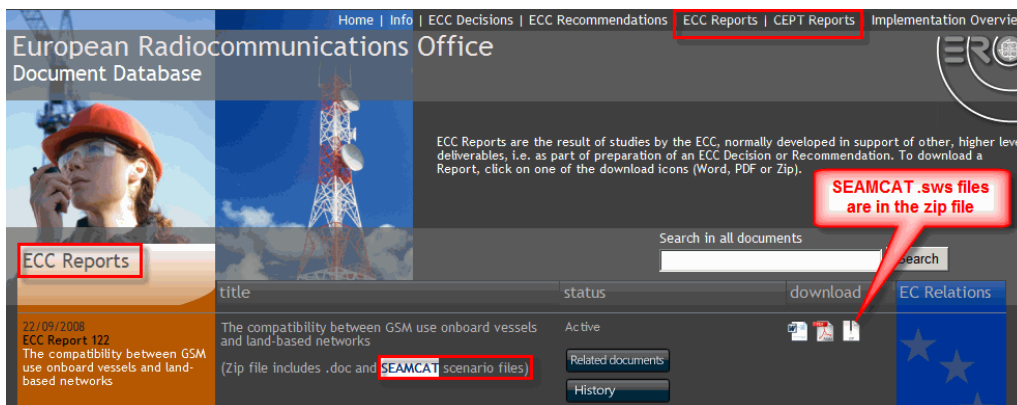 Home | Info | ECC Decisions | ECC Recommendations | ECC Reports | CEPT Reports Implementation
European Radiocommunications Office
Document Database
ERO
ECC Reports are the result of studies by the ECC, normally developed in support of other, higher
deliverables, i.e. as part of preparation of an ECC Decision or Recommendation. To download a
Report, click on one of the download icons (Word, PDF or Zip).
SEAMCAT .sws files
are in the zip file
Search in all documents
Search
ECC Reports
title status download EC Relations
22/09/2008
ECC Report 122
The compatibility between GSM
use onboard vessels and land-
based networks
The compatibility between GSM use onboard vessels
and land-based networks
(Zip file includes .doc and SEAMCAT scenario files)
Active
Related documents
History